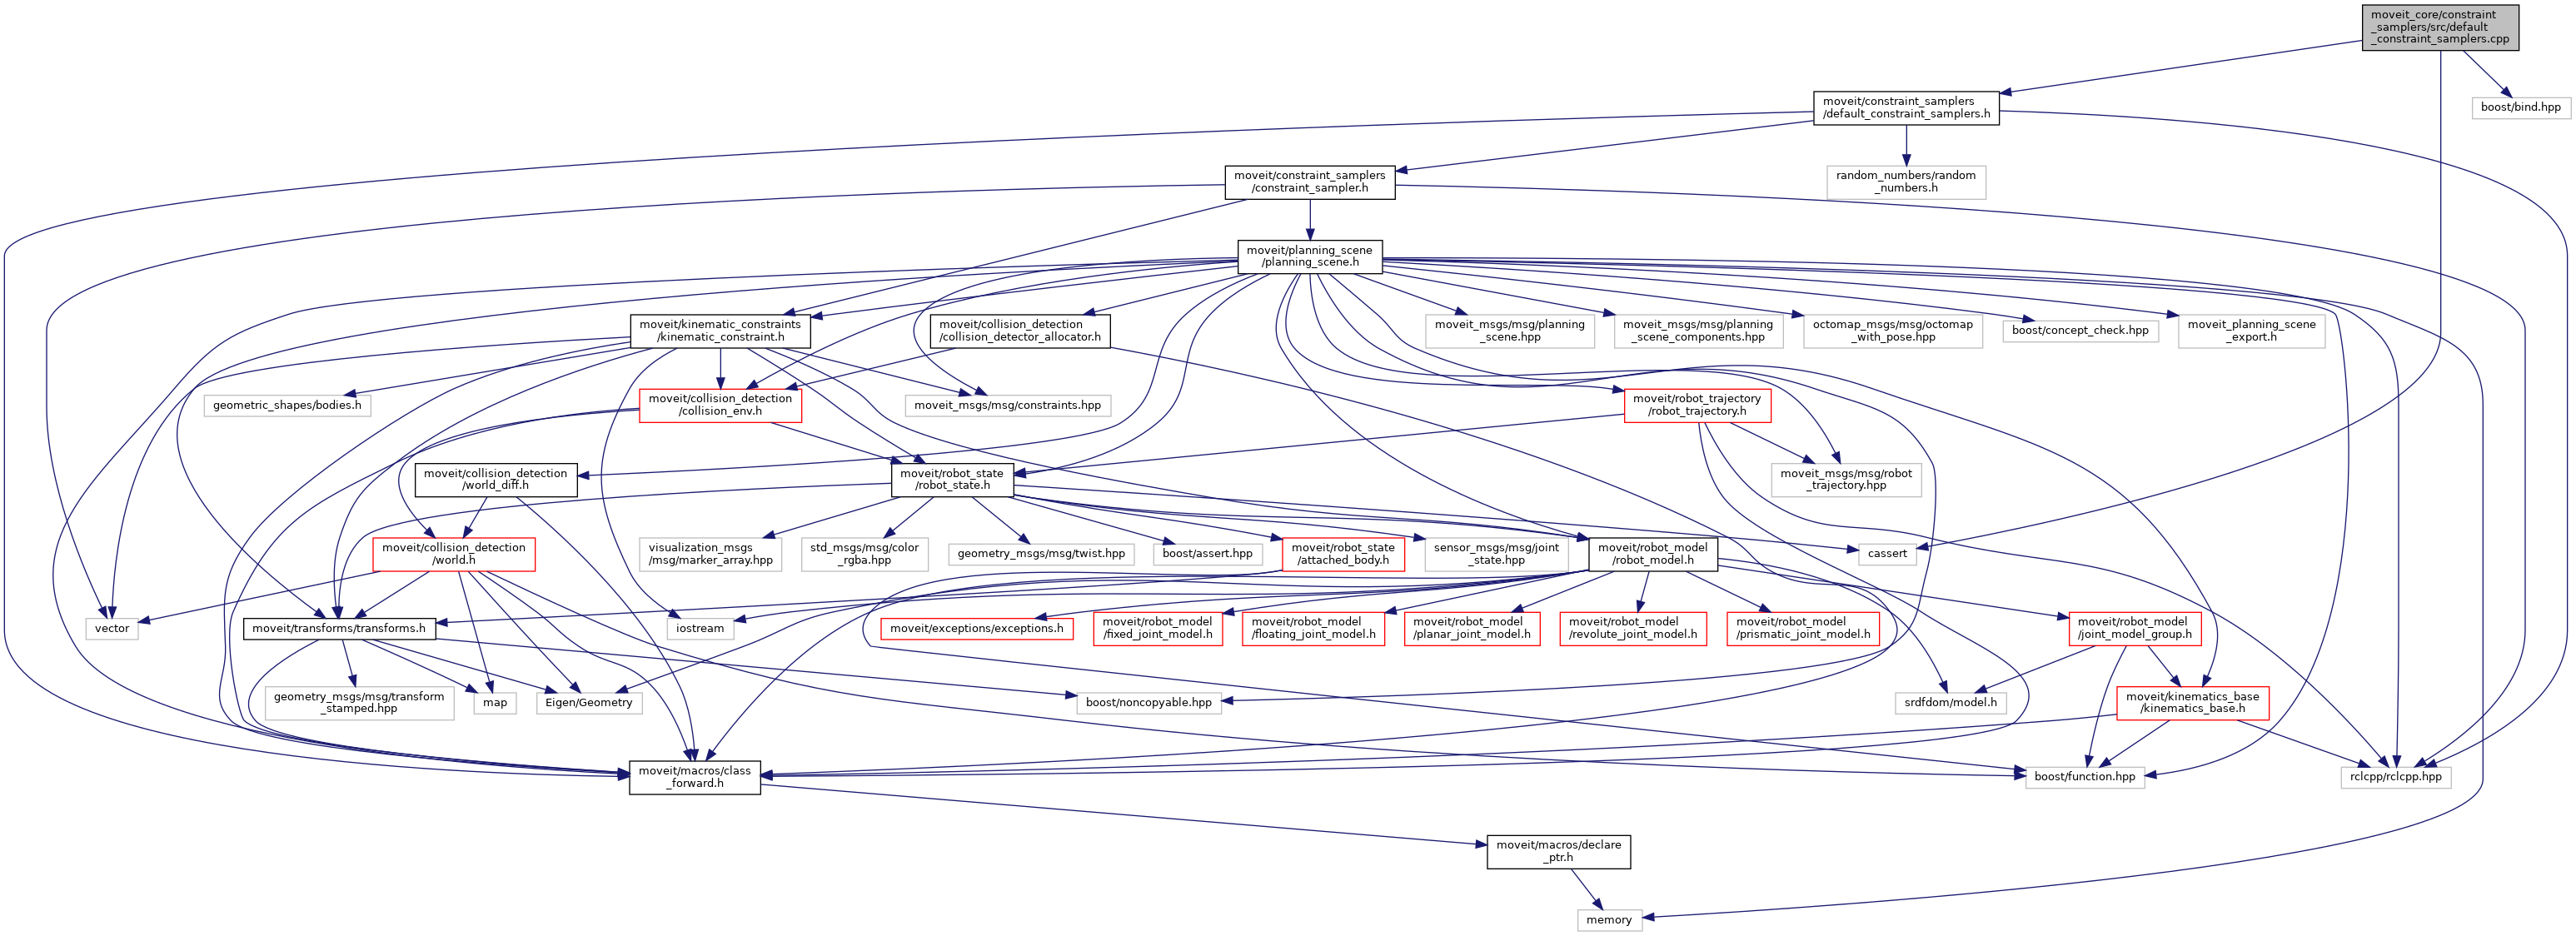 moveit_core/constraint
_samplers/src/default
_constraint_samplers.cpp
moveit/constraint_samplers
/default_constraint_samplers.h
boost/bind.hpp
moveit/constraint_samplers
/constraint_sampler.h
random_numbers/random
_numbers.h
moveit/planning_scene
/planning_scene.h
moveit/kinematic_constraints
/kinematic_constraint.h
moveit/collision_detection
/collision_detector_allocator.h
moveit_msgs/msg/planning
_scene.hpp
moveit_msgs/msg/planning
_scene_components.hpp
octomap_msgs/msg/octomap
_with_pose.hpp
boost/concept_check.hpp
moveit_planning_scene
_export.h
geometric_shapes/bodies.h
moveit/collision_detection
/collision_env.h
moveit_msgs/msg/constraints.hpp
moveit/robot_trajectory
/robot_trajectory.h
moveit/collision_detection
/world_diff.h
moveit/robot_state
/robot_state.h
moveit_msgs/msg/robot
_trajectory.hpp
moveit/collision_detection
/world.h
visualization_msgs
/msg/marker_array.hpp
std_msgs/msg/color
_rgba.hpp
geometry_msgs/msg/twist.hpp
boost/assert.hpp
moveit/robot_state
/attached_body.h
sensor_msgs/msg/joint
_state.hpp
moveit/robot_model
/robot_model.h
cassert
vector
moveit/transforms/transforms.h
iostream
moveit/exceptions/exceptions.h
moveit/robot_model
/fixed_joint_model.h
moveit/robot_model
/floating_joint_model.h
moveit/robot_model
/planar_joint_model.h
moveit/robot_model
/revolute_joint_model.h
moveit/robot_model
/prismatic_joint_model.h
moveit/robot_model
/joint_model_group.h
geometry_msgs/msg/transform
_stamped.hpp
map
Eigen/Geometry
boost/noncopyable.hpp
srdfdom/model.h
moveit/kinematics_base
/kinematics_base.h
moveit/macros/class
_forward.h
boost/function.hpp
rclcpp/rclcpp.hpp
moveit/macros/declare
_ptr.h
memory